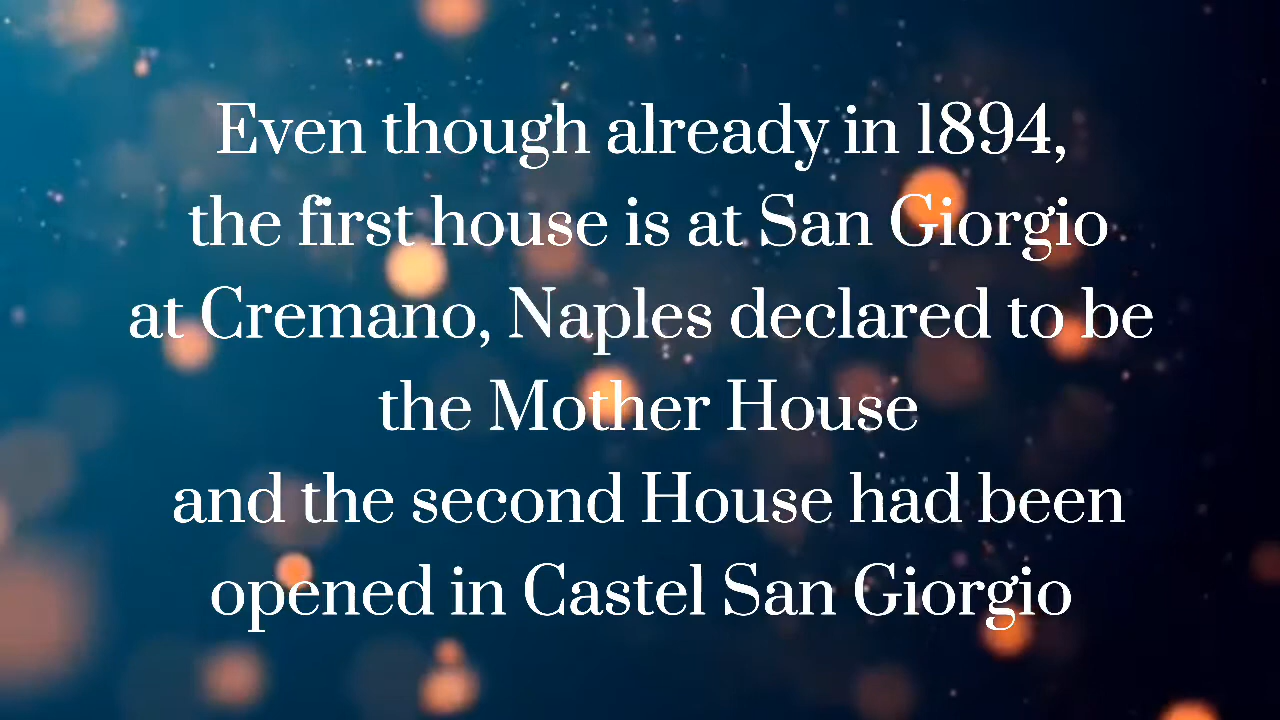 Even though already in 1894,
the first house is at San Giorgio
at Cremano, Naples declared to be
the Mother House
and the second House had been
opened in Castel San Giorgio